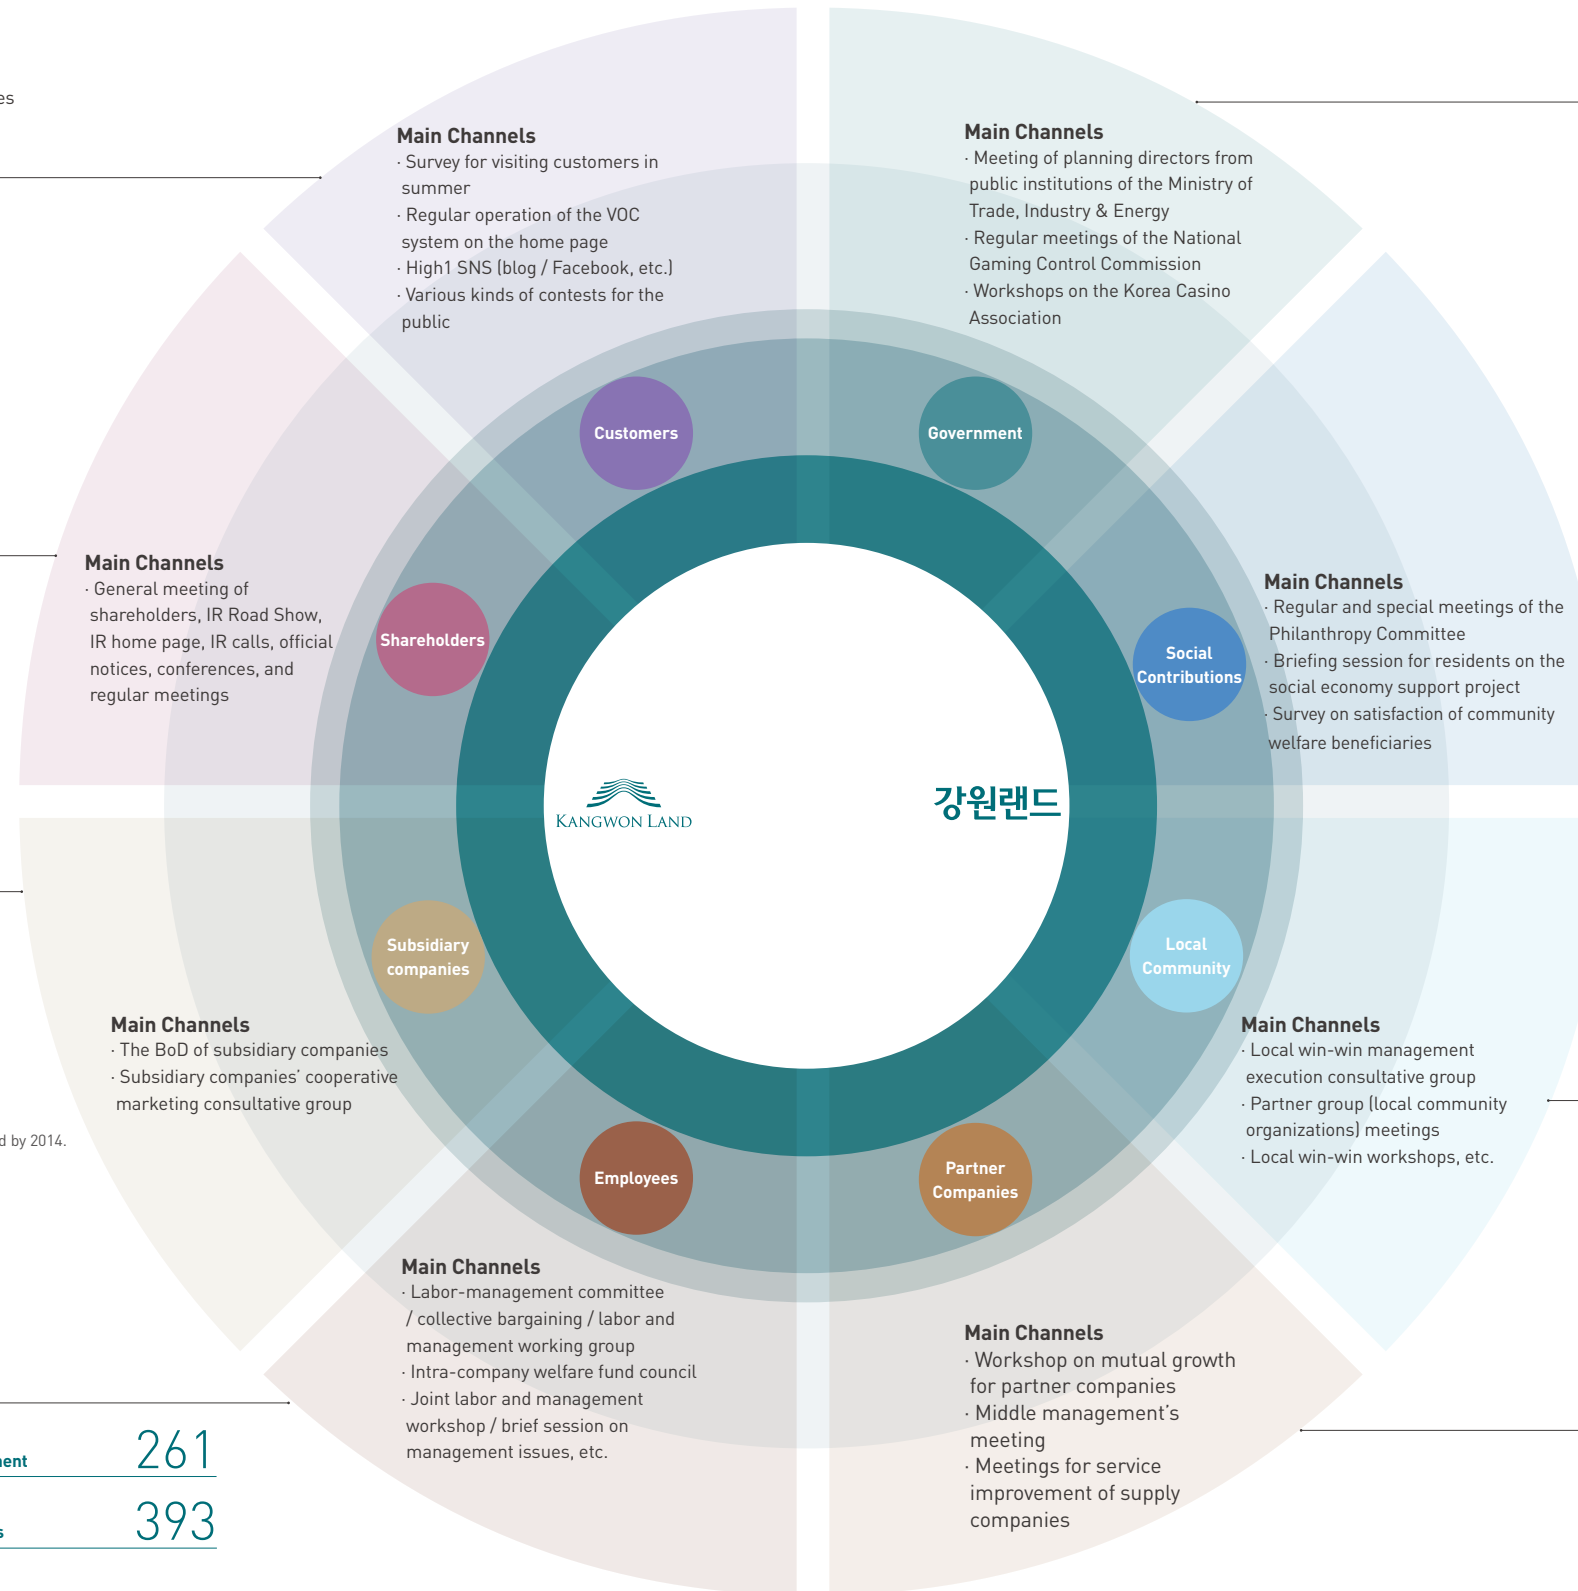 es
Main Channels
· Survey for visiting customers in
summer
· Regular operation of the VOC
system on the home page
· High1 SNS (blog / Facebook, etc.)
· Various kinds of contests for the
public
Main Channels
· Meeting of planning directors from
public institutions of the Ministry of
Trade, Industry & Energy
· Regular meetings of the National
Gaming Control Commission
· Workshops on the Korea Casino
Association
Customers
Government
Main Channels
· General meeting of
shareholders, IR Road Show,
IR home page, IR calls, official
notices, conferences, and
regular meetings
Shareholders
Social
Contributions
Main Channels
· Regular and special meetings of the
Philanthropy Committee
· Briefing session for residents on the
social economy support project
· Survey on satisfaction of community
welfare beneficiaries
KANGWON LAND
강원랜드
Subsidiary
companies
Local
Community
Main Channels
· The BoD of subsidiary companies
· Subsidiary companies' cooperative
marketing consultative group
Main Channels
· Local win-win management
execution consultative group
· Partner group (local community
organizations) meetings
· Local win-win workshops, etc.
d by 2014.
Employees
Partner
Companies
Main Channels
· Labor-management committee
/ collective bargaining / labor and
management working group
· Intra-company welfare fund council
· Joint labor and management
workshop / brief session on
management issues, etc.
Main Channels
· Workshop on mutual growth
for partner companies
· Middle management's
meeting
· Meetings for service
improvement of supply
companies
ment 261
s 393